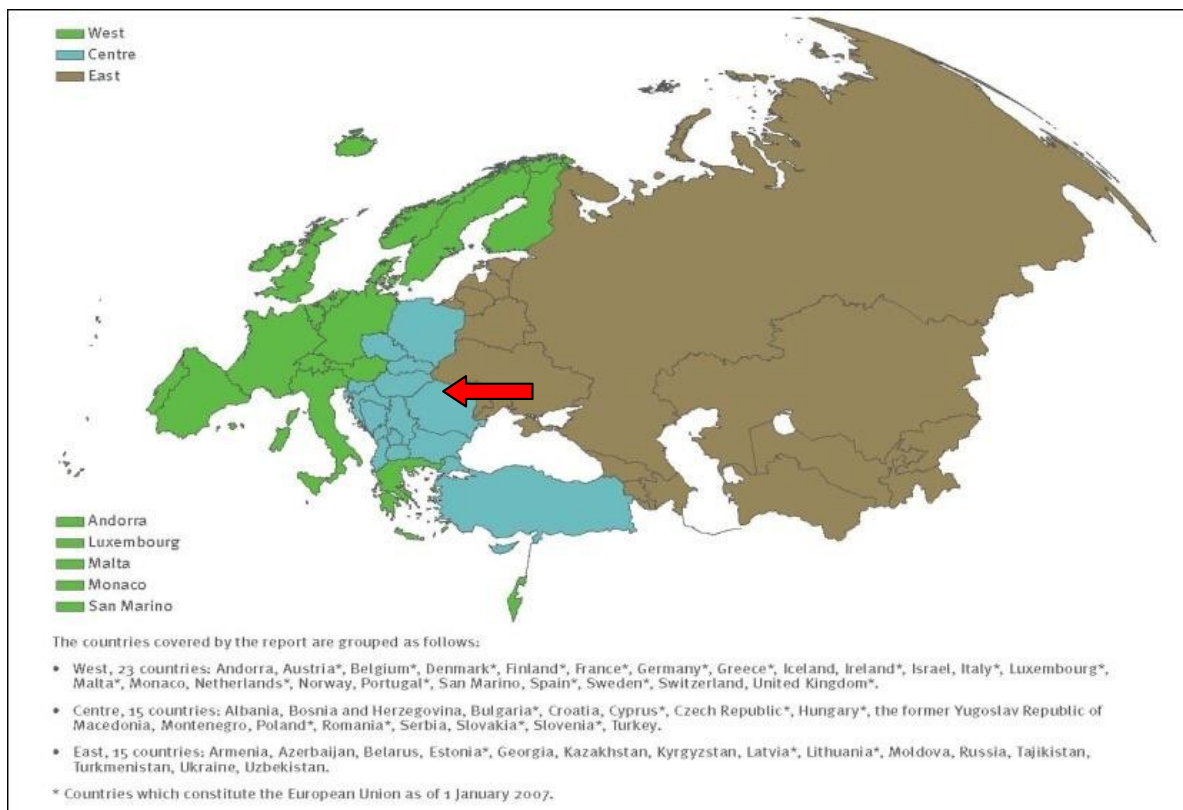 West
Centre
East
Andorra
Luxembourg
Malta
Monaco
San Marino
The countries covered by the report are grouped as follows:
• West, 23 countries: Andorra, Austria*, Belgium*, Denmark*, Finland*, France*, Germany*, Greece*, Iceland, Ireland*, Israel, Italy*, Luxembourg*,
Malta*, Monaco, Netherlands*, Norway, Portugal*, San Marino, Spain*, Sweden*, Switzerland, United Kingdom*.
• Centre, 15 countries: Albania, Bosnia and Herzegovina, Bulgaria*, Croatia, Cyprus*, Czech Republic*, Hungary*, the former Yugoslav Republic of
Macedonia, Montenegro, Poland*, Romania*, Serbia, Slovakia*, Slovenia*, Turkey.
• East, 15 countries: Armenia, Azerbaijan, Belarus, Estonia*, Georgia, Kazakhstan, Kyrgyzstan, Latvia*, Lithuania*, Moldova, Russia, Tajikistan,
Turkmenistan, Ukraine, Uzbekistan.
* Countries which constitute the European Union as of 1 January 2007.